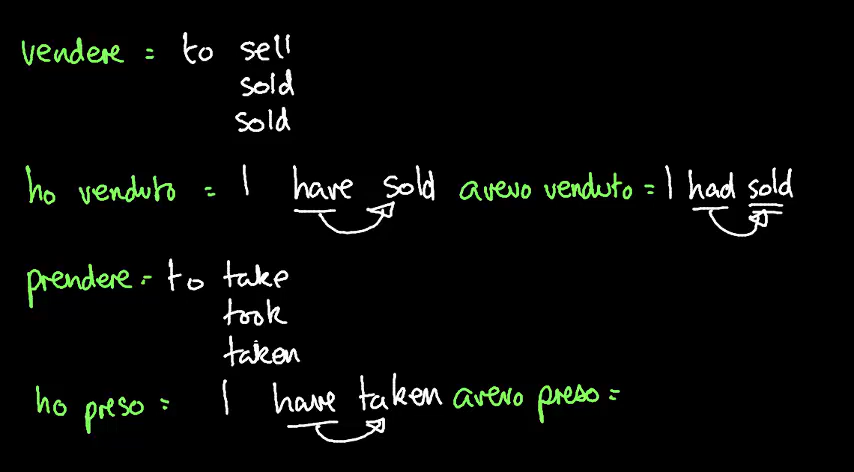 vendere = to sell
sold
sold
ho venduto = I have sold avevo venduto = I had sold
prendere = to take
took
taken
ho preso = I have taken avevo preso =